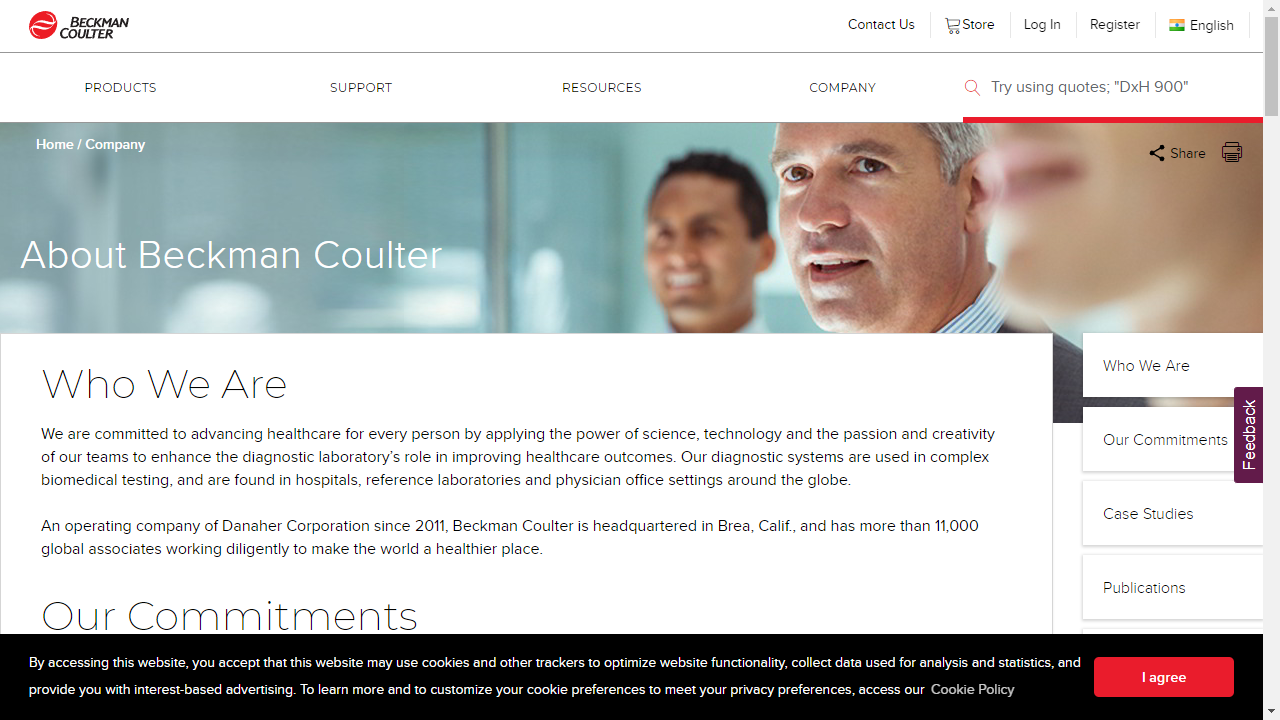 BECKMAN
COULTER
Contact Us
Store
Log In
Register
English
PRODUCTS
SUPPORT
RESOURCES
COMPANY
Try using quotes; "DxH 900"
Home / Company
Share
About Beckman Coulter
Who We Are
We are committed to advancing healthcare for every person by applying the power of science, technology and the passion and creativity
of our teams to enhance the diagnostic laboratory’s role in improving healthcare outcomes. Our diagnostic systems are used in complex
biomedical testing, and are found in hospitals, reference laboratories and physician office settings around the globe.
An operating company of Danaher Corporation since 2011, Beckman Coulter is headquartered in Brea, Calif., and has more than 11,000
global associates working diligently to make the world a healthier place.
Our Commitments
Who We Are
Our Commitments
Case Studies
Publications
Feedback
By accessing this website, you accept that this website may use cookies and other trackers to optimize website functionality, collect data used for analysis and statistics, and
provide you with interest-based advertising. To learn more and to customize your cookie preferences to meet your privacy preferences, access our Cookie Policy
I agree